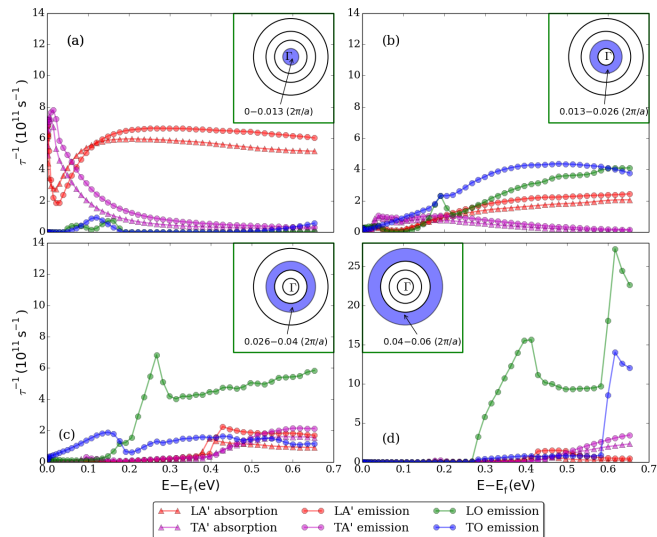 14
12
10
8
6
4
2
0
τ⁻¹ (10¹¹ s⁻¹)
(a)
Γ
0−0.013 (2π/a)
(b)
Γ
0.013−0.026 (2π/a)
14
12
10
8
6
4
2
0
τ⁻¹ (10¹¹ s⁻¹)
(c)
Γ
0.026−0.04 (2π/a)
0.0 0.1 0.2 0.3 0.4 0.5 0.6 0.7
E−E_f(eV)
25
20
15
10
5
0
(d)
Γ
0.04−0.06 (2π/a)
0.0 0.1 0.2 0.3 0.4 0.5 0.6 0.7
E−E_f(eV)
LA' absorption LA' emission LO emission
TA' absorption TA' emission TO emission